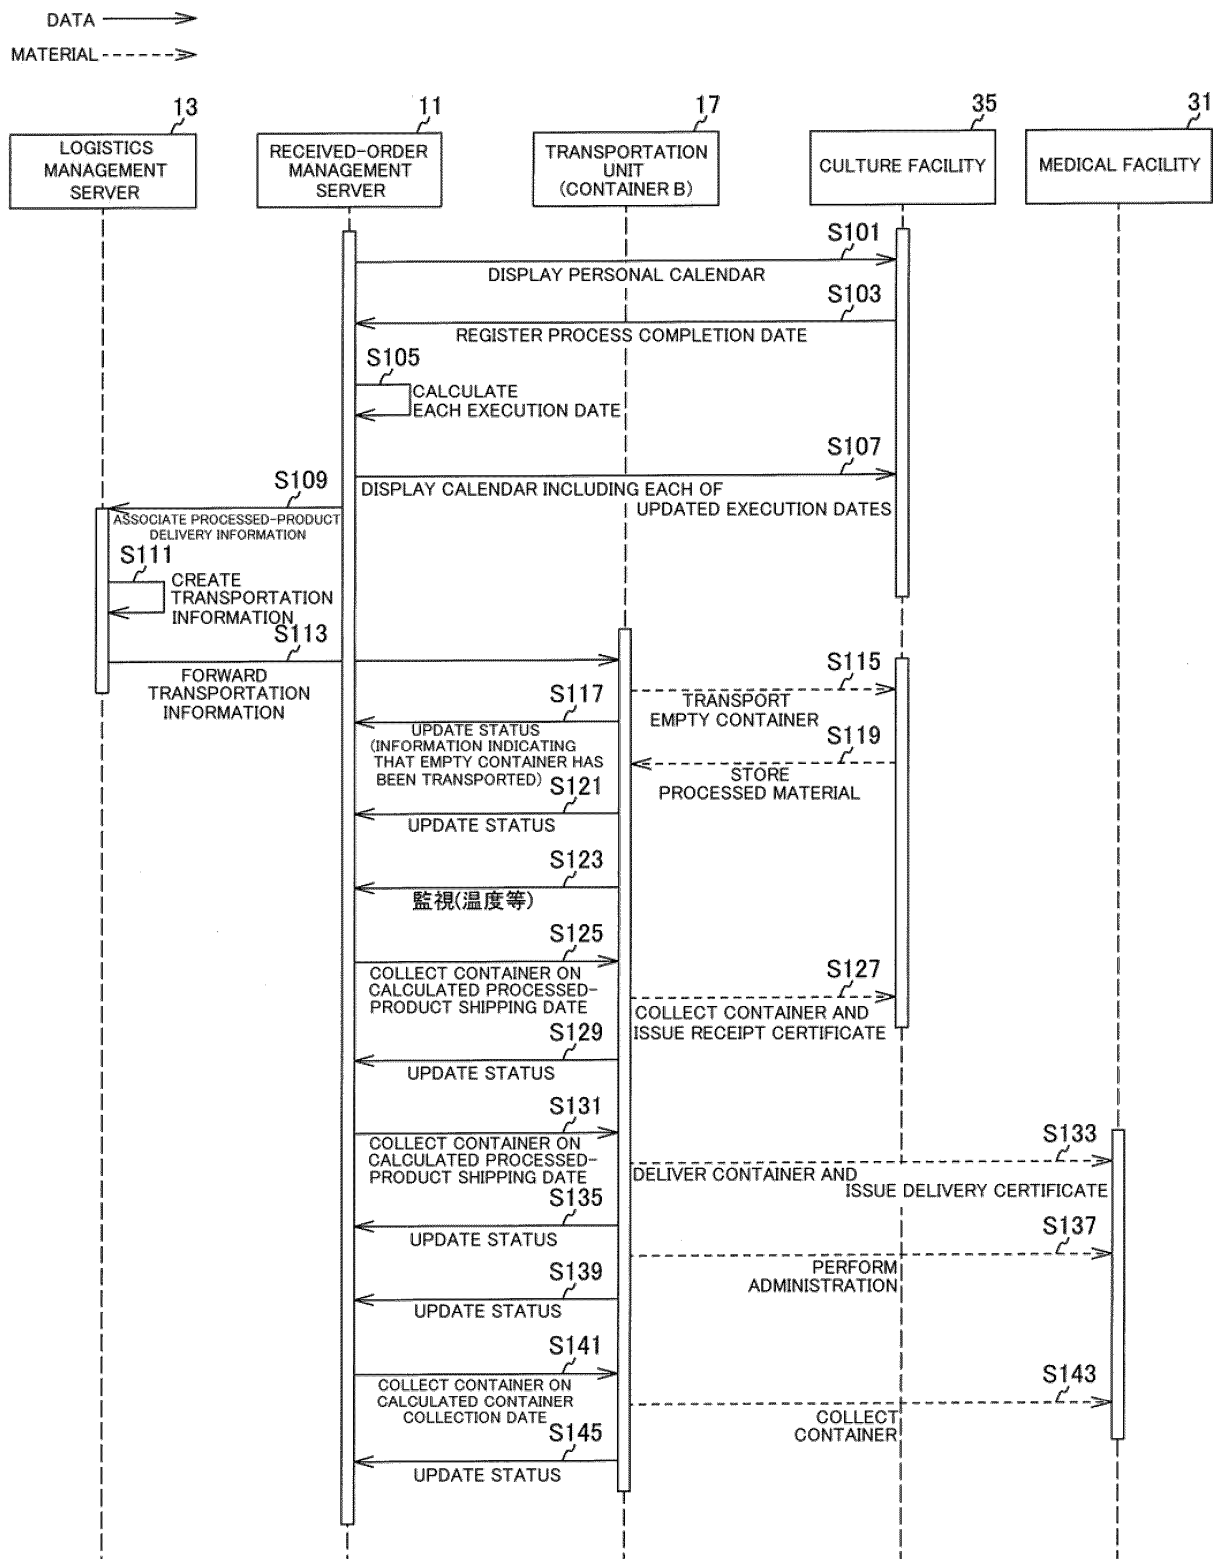 DATA
MATERIAL
13
11
17
35
31
LOGISTICS
MANAGEMENT
SERVER
RECEIVED-ORDER
MANAGEMENT
SERVER
TRANSPORTATION
UNIT
(CONTAINER B)
CULTURE FACILITY
MEDICAL FACILITY
S101
DISPLAY PERSONAL CALENDAR
S103
REGISTER PROCESS COMPLETION DATE
S105
CALCULATE
EACH EXECUTION DATE
S107
DISPLAY CALENDAR INCLUDING EACH OF
UPDATED EXECUTION DATES
S109
ASSOCIATE PROCESSED-PRODUCT
DELIVERY INFORMATION
S111
CREATE
TRANSPORTATION
INFORMATION
S113
FORWARD
TRANSPORTATION
INFORMATION
S115
TRANSPORT
EMPTY CONTAINER
S117
UPDATE STATUS
(INFORMATION INDICATING
THAT EMPTY CONTAINER HAS
BEEN TRANSPORTED)
S119
STORE
PROCESSED MATERIAL
S121
UPDATE STATUS
S123
監視(温度等)
S125
COLLECT CONTAINER ON
CALCULATED PROCESSED-
PRODUCT SHIPPING DATE
S127
COLLECT CONTAINER AND
ISSUE RECEIPT CERTIFICATE
S129
UPDATE STATUS
S131
COLLECT CONTAINER ON
CALCULATED PROCESSED-
PRODUCT SHIPPING DATE
S133
DELIVER CONTAINER AND
ISSUE DELIVERY CERTIFICATE
S135
UPDATE STATUS
S137
PERFORM
ADMINISTRATION
S139
UPDATE STATUS
S141
COLLECT CONTAINER ON
CALCULATED CONTAINER
COLLECTION DATE
S143
COLLECT
CONTAINER
S145
UPDATE STATUS